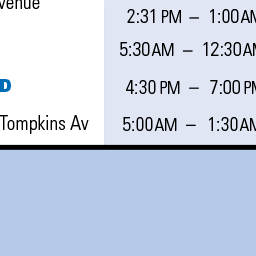 venue
2:31 PM – 1:00AM
5:30AM – 12:30AM
D 4:30 PM – 7:00 PM
Tompkins Av 5:00AM – 1:30AM